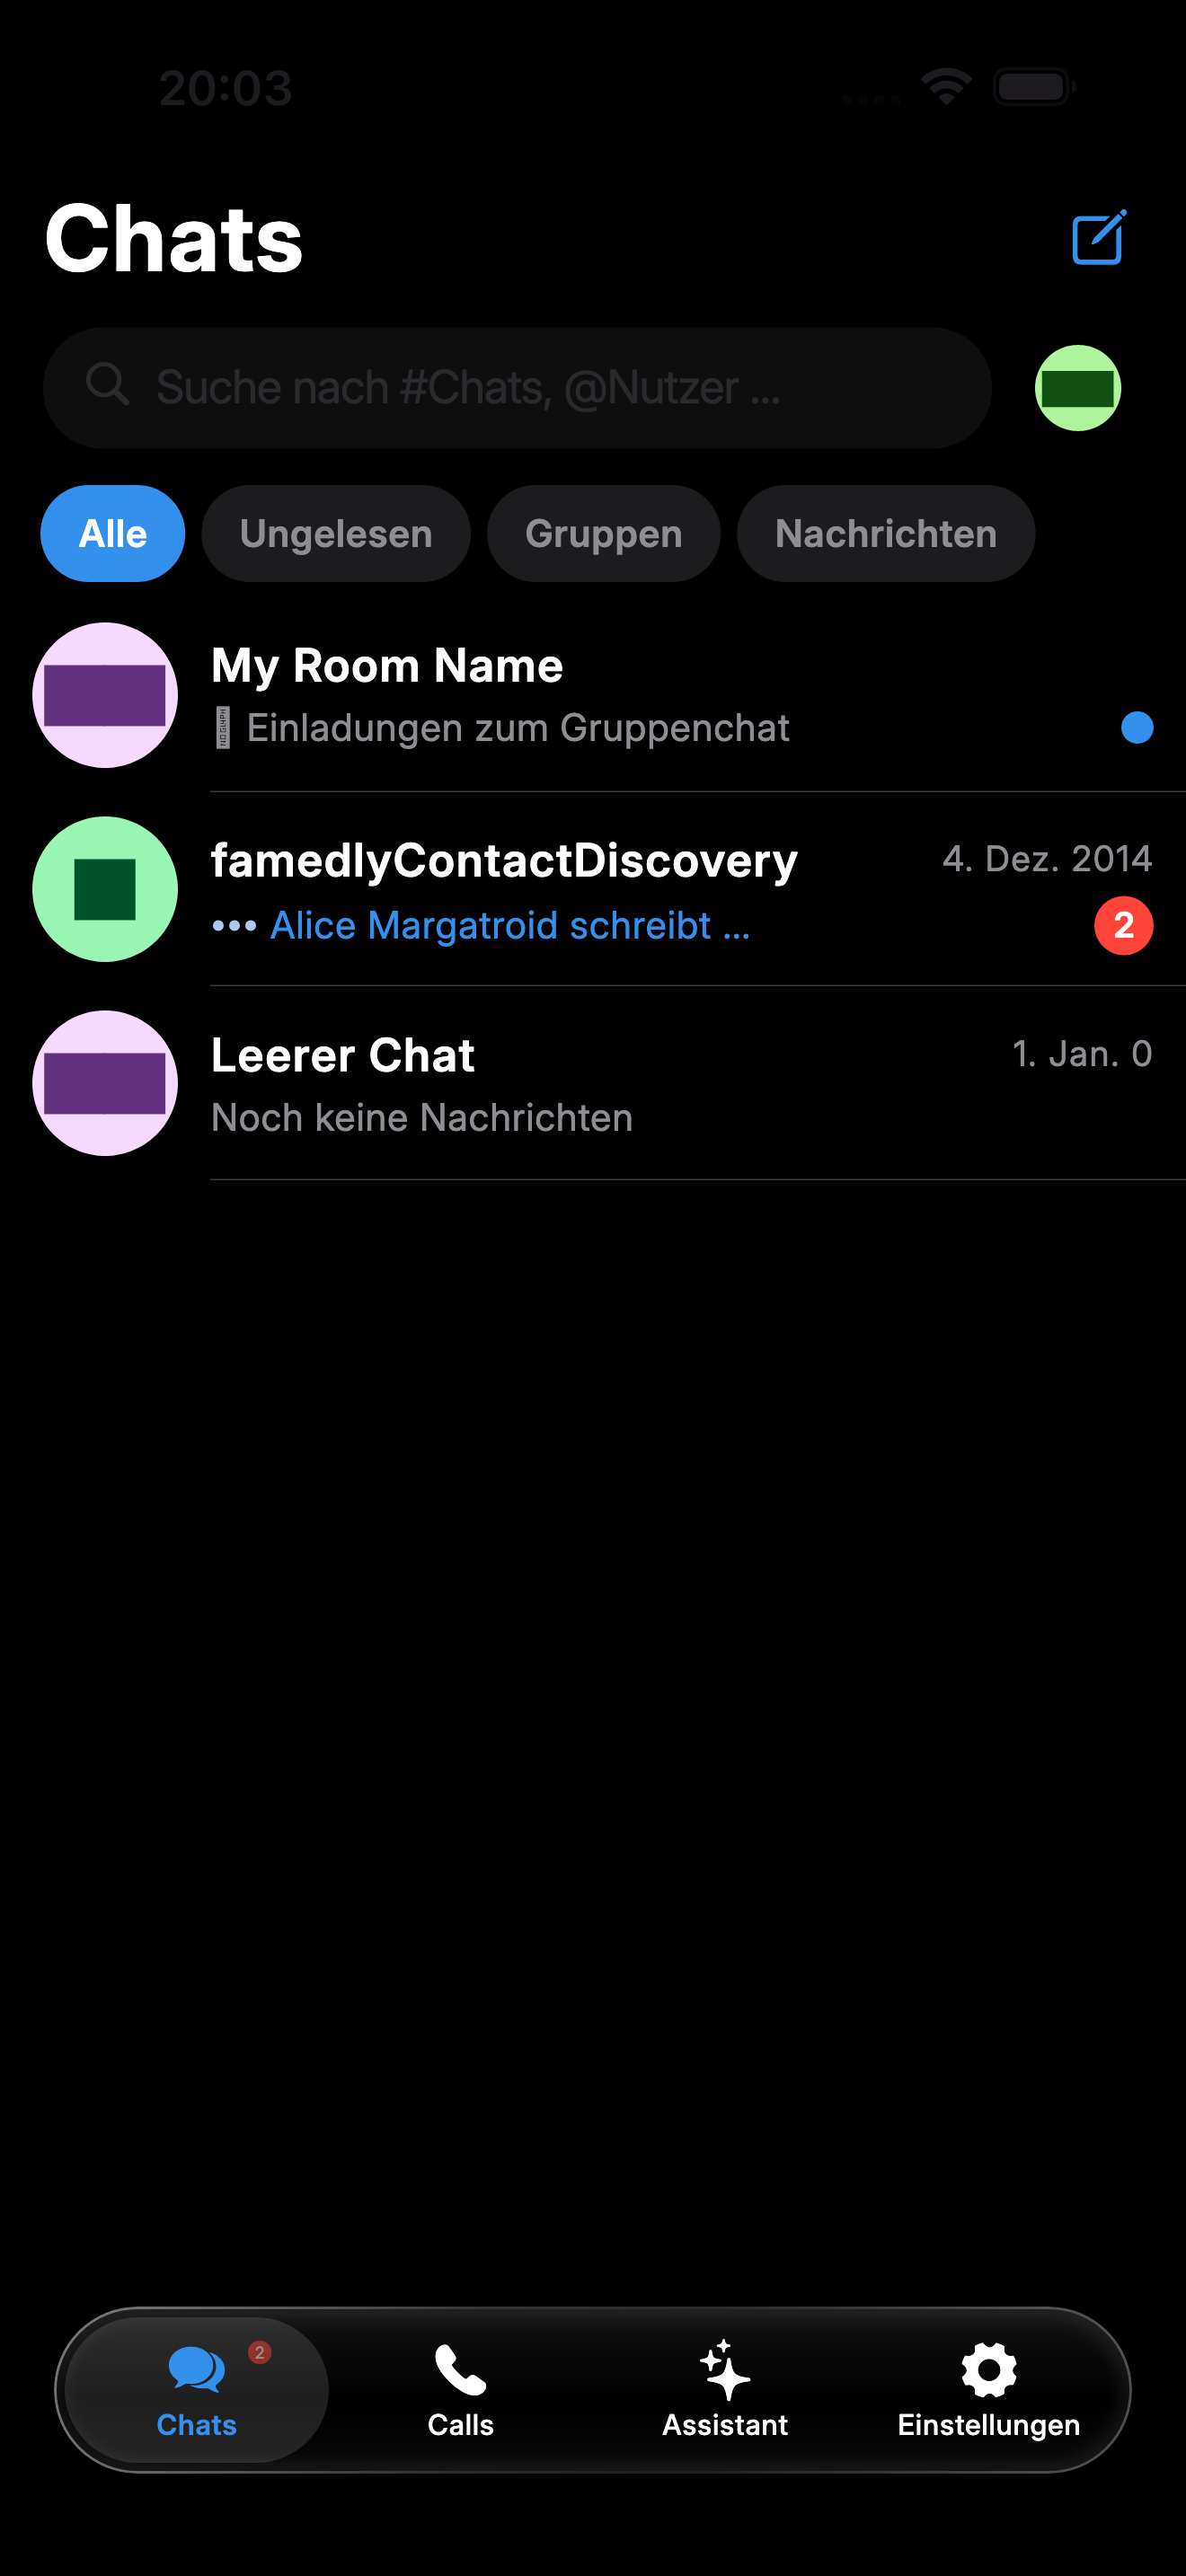 20:03
Chats
Suche nach #Chats, @Nutzer ...
Alle Ungelesen Gruppen Nachrichten
My Room Name
Einladungen zum Gruppenchat
famedlyContactDiscovery 4. Dez. 2014
Alice Margatroid schreibt ... 2
Leerer Chat 1. Jan. 0
Noch keine Nachrichten
2
Chats Calls Assistant Einstellungen